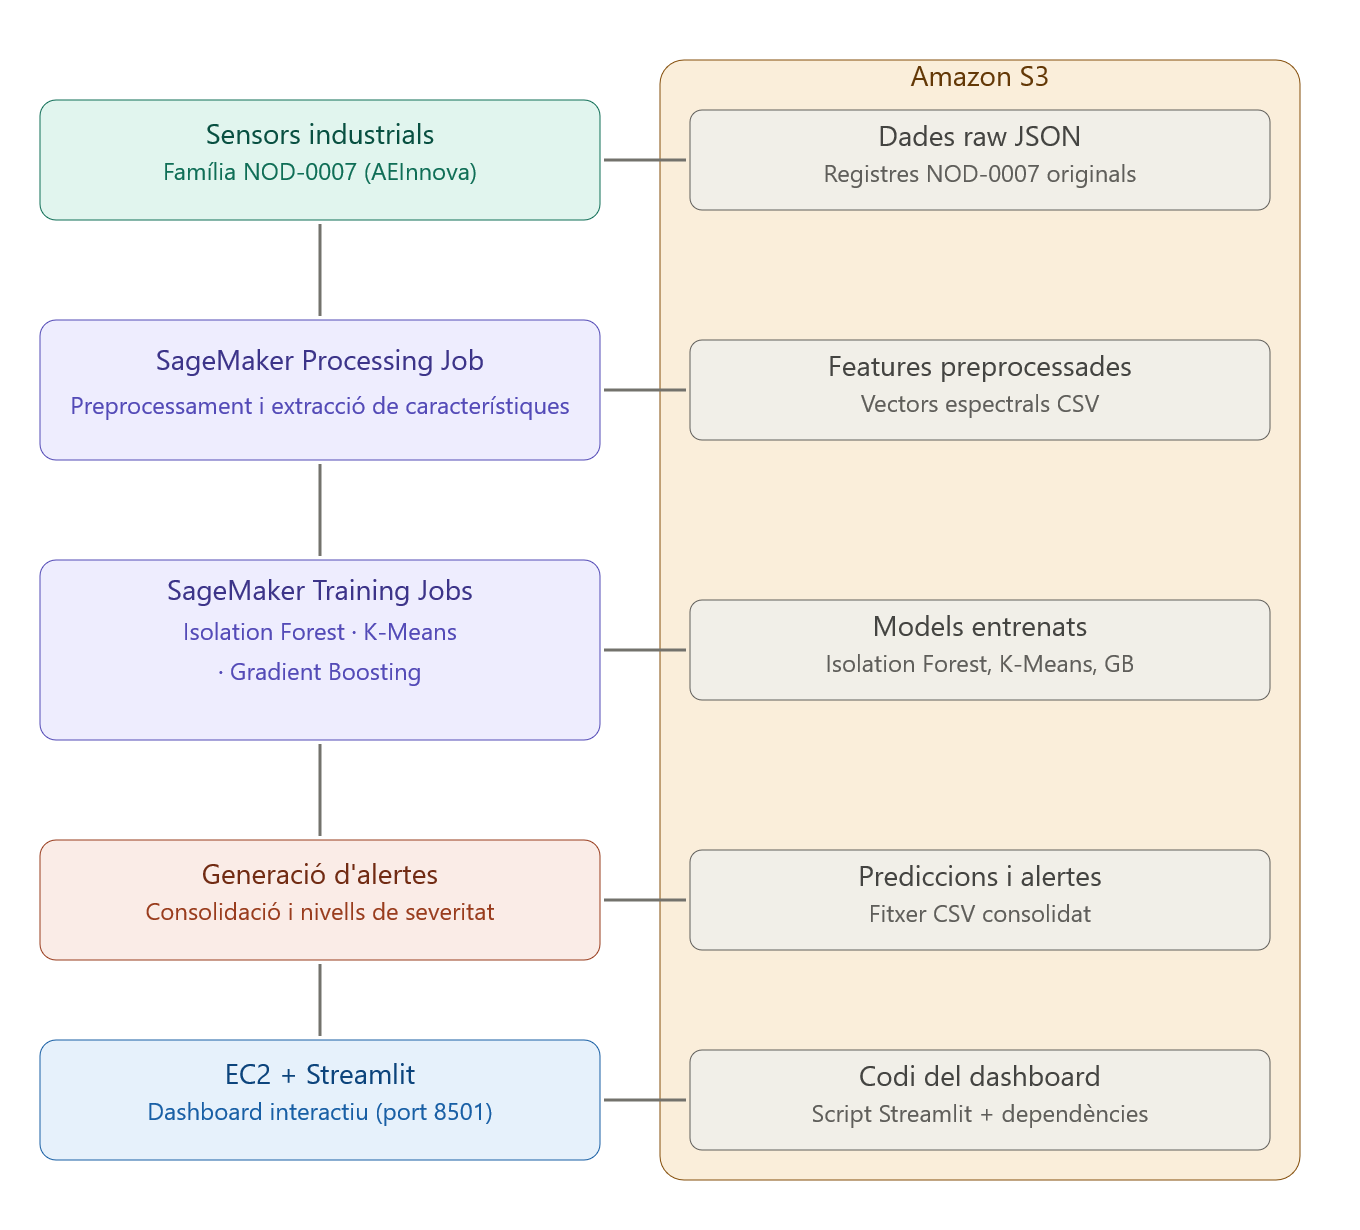 Amazon S3
Sensors industrials
Família NOD-0007 (AEInnova)
Dades raw JSON
Registres NOD-0007 originals
SageMaker Processing Job
Preprocessament i extracció de característiques
Features preprocessades
Vectors espectrals CSV
SageMaker Training Jobs
Isolation Forest · K-Means
· Gradient Boosting
Models entrenats
Isolation Forest, K-Means, GB
Generació d'alertes
Consolidació i nivells de severitat
Prediccions i alertes
Fitxer CSV consolidat
EC2 + Streamlit
Dashboard interactiu (port 8501)
Codi del dashboard
Script Streamlit + dependències